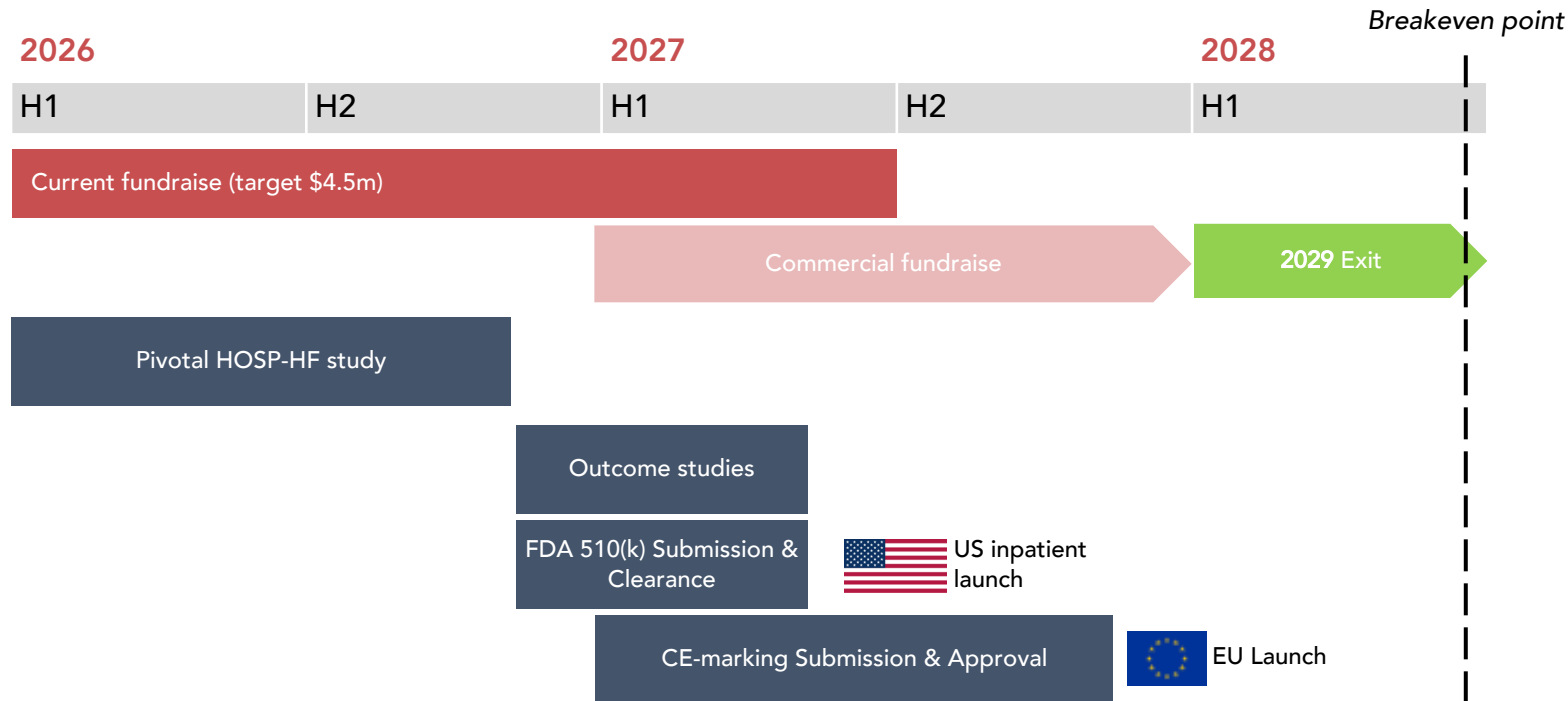 Breakeven point
2026
2027
2028
H1
H2
H1
H2
H1
Current fundraise (target $4.5m)
Commercial fundraise
2029 Exit
Pivotal HOSP-HF study
Outcome studies
FDA 510(k) Submission &
Clearance
US inpatient
launch
CE-marking Submission & Approval
EU Launch